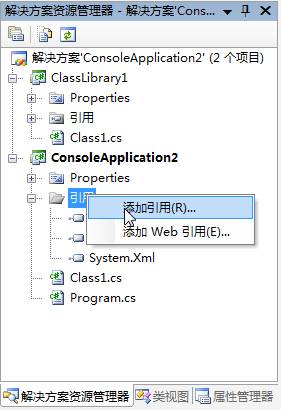 解决方案资源管理器 - 解决方案“Cons...
解决方案'ConsoleApplication2' (2 个项目)
ClassLibrary1
Properties
引用
Class1.cs
ConsoleApplication2
Properties
引用
添加引用(R)...
添加 Web 引用(E)...
System.Xml
Class1.cs
Program.cs
解决方案资源管理器 类视图 属性管理器